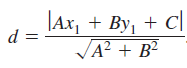 d = |Ax₁ + By₁ + C| / √(A² + B²)